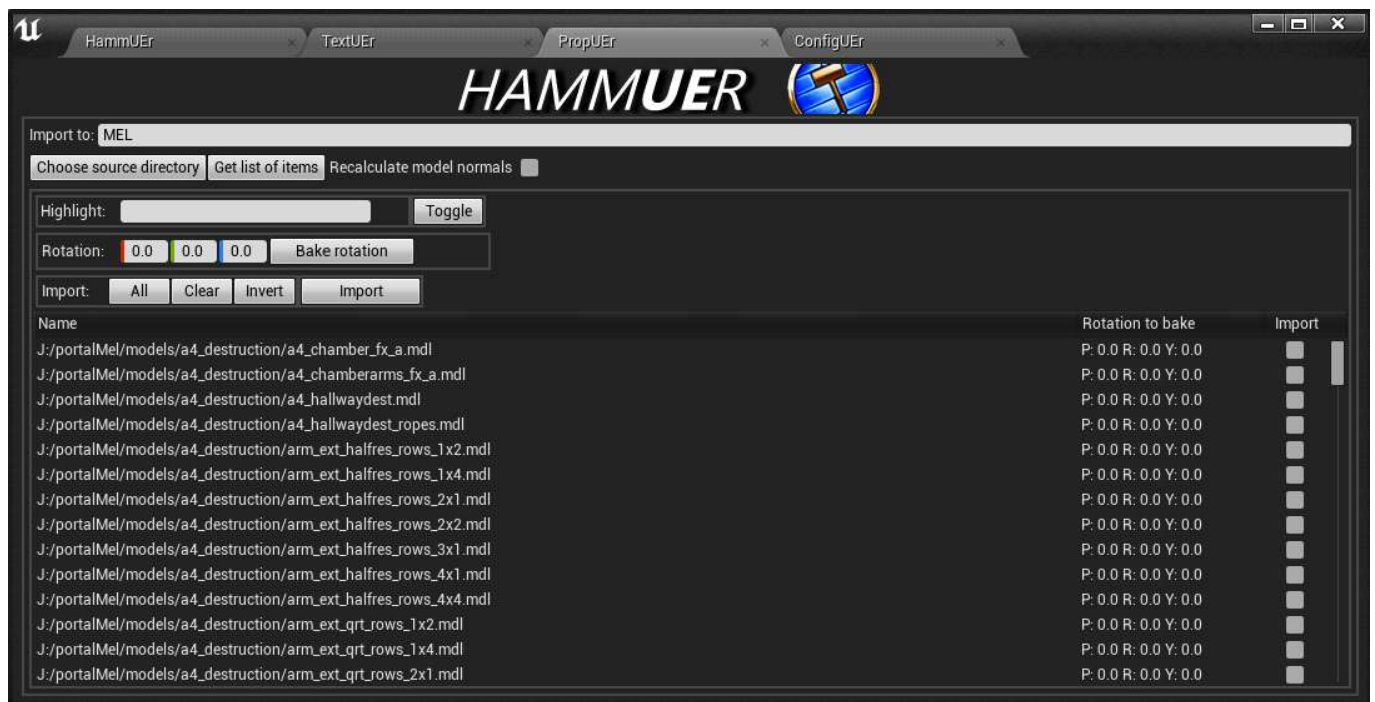 HammUEr TextUEr PropUEr ConfigUEr
HAMMUER
Import to: MEL
Choose source directory Get list of items Recalculate model normals
Highlight: Toggle
Rotation: 0.0 0.0 0.0 Bake rotation
Import: All Clear Invert Import
Name Rotation to bake Import
J:/portalMel/models/a4_destruction/a4_chamber_fx_a.mdl P: 0.0 R: 0.0 Y: 0.0
J:/portalMel/models/a4_destruction/a4_chamberarms_fx_a.mdl P: 0.0 R: 0.0 Y: 0.0
J:/portalMel/models/a4_destruction/a4_hallwaydest.mdl P: 0.0 R: 0.0 Y: 0.0
J:/portalMel/models/a4_destruction/a4_hallwaydest_ropes.mdl P: 0.0 R: 0.0 Y: 0.0
J:/portalMel/models/a4_destruction/arm_ext_halfres_rows_1x2.mdl P: 0.0 R: 0.0 Y: 0.0
J:/portalMel/models/a4_destruction/arm_ext_halfres_rows_1x4.mdl P: 0.0 R: 0.0 Y: 0.0
J:/portalMel/models/a4_destruction/arm_ext_halfres_rows_2x1.mdl P: 0.0 R: 0.0 Y: 0.0
J:/portalMel/models/a4_destruction/arm_ext_halfres_rows_2x2.mdl P: 0.0 R: 0.0 Y: 0.0
J:/portalMel/models/a4_destruction/arm_ext_halfres_rows_3x1.mdl P: 0.0 R: 0.0 Y: 0.0
J:/portalMel/models/a4_destruction/arm_ext_halfres_rows_4x1.mdl P: 0.0 R: 0.0 Y: 0.0
J:/portalMel/models/a4_destruction/arm_ext_halfres_rows_4x4.mdl P: 0.0 R: 0.0 Y: 0.0
J:/portalMel/models/a4_destruction/arm_ext_qrt_rows_1x2.mdl P: 0.0 R: 0.0 Y: 0.0
J:/portalMel/models/a4_destruction/arm_ext_qrt_rows_1x4.mdl P: 0.0 R: 0.0 Y: 0.0
J:/portalMel/models/a4_destruction/arm_ext_qrt_rows_2x1.mdl P: 0.0 R: 0.0 Y: 0.0